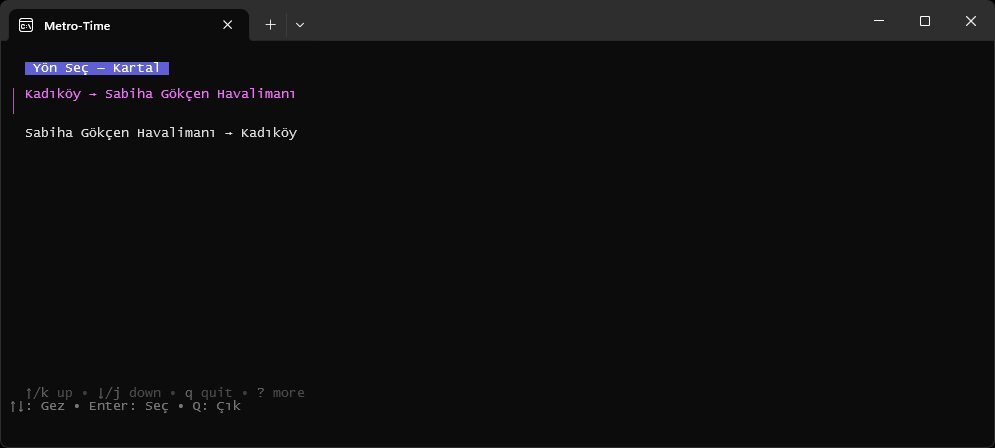 Metro-Time
Yön Seç — Kartal
Kadıköy → Sabiha Gökçen Havalimanı
Sabiha Gökçen Havalimanı → Kadıköy
↑/k up • ↓/j down • q quit • ? more
↑↓: Gez • Enter: Seç • Q: Çık